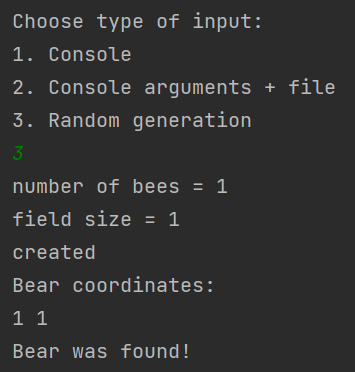 Choose type of input:
1. Console
2. Console arguments + file
3. Random generation
3
number of bees = 1
field size = 1
created
Bear coordinates:
1 1
Bear was found!